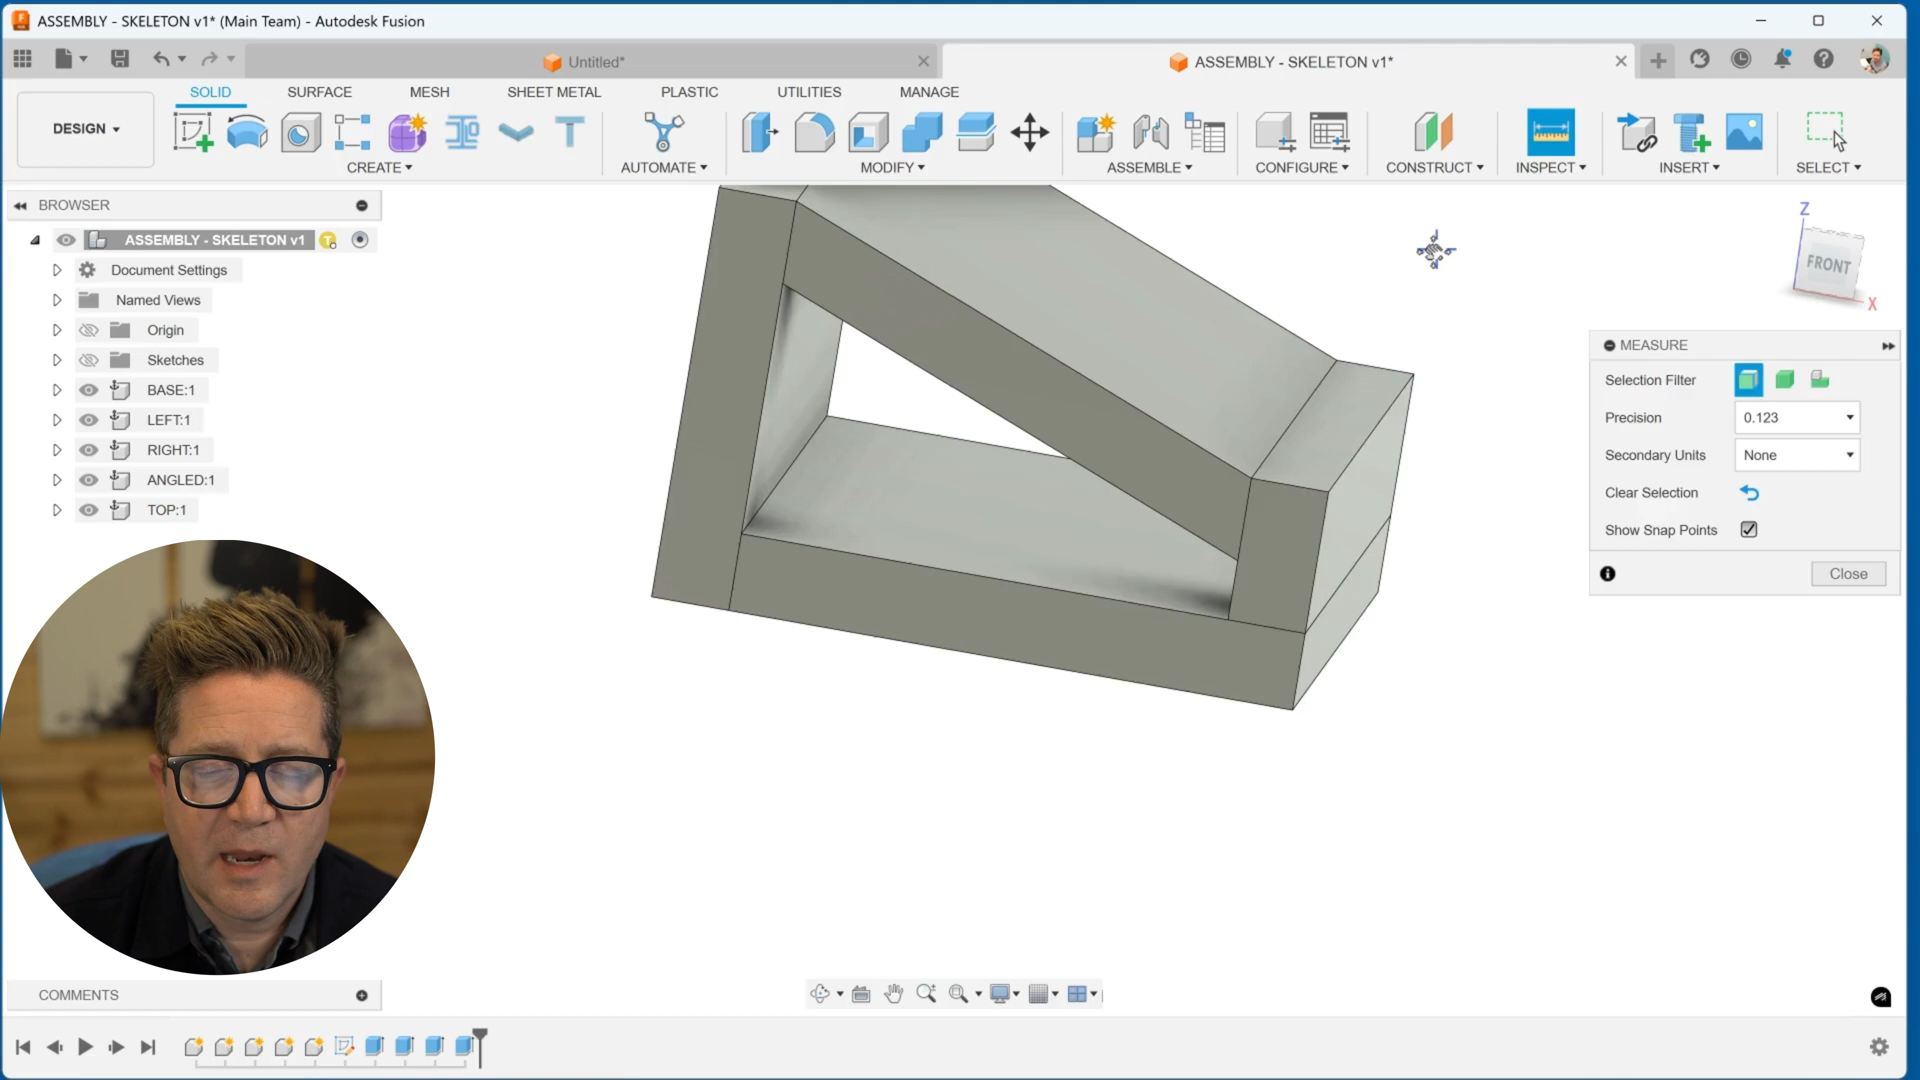 ASSEMBLY - SKELETON v1* (Main Team) - Autodesk Fusion
Untitled*
ASSEMBLY - SKELETON v1*
DESIGN
SOLID
SURFACE
MESH
SHEET METAL
PLASTIC
UTILITIES
MANAGE
CREATE
AUTOMATE
MODIFY
ASSEMBLE
CONFIGURE
CONSTRUCT
INSPECT
INSERT
SELECT
BROWSER
ASSEMBLY - SKELETON v1
Document Settings
Named Views
Origin
Sketches
BASE:1
LEFT:1
RIGHT:1
ANGLED:1
TOP:1
Z
FRONT
X
MEASURE
Selection Filter
Precision 0.123
Secondary Units None
Clear Selection
Show Snap Points
Close
COMMENTS